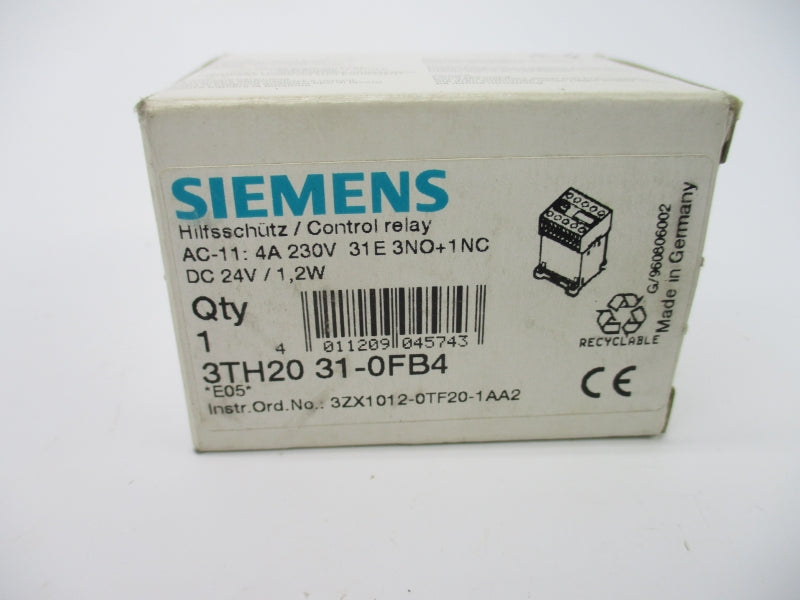 SIEMENS
Hilfsschütz / Control relay
AC-11: 4A 230V 31E 3NO+1NC
DC 24V / 1,2W
Qty
1
4 011209 045743
3TH20 31-0FB4
*E05*
Instr.Ord.No.: 3ZX1012-0TF20-1AA2
RECYCLABLE
CE
G/960806002
Made in Germany